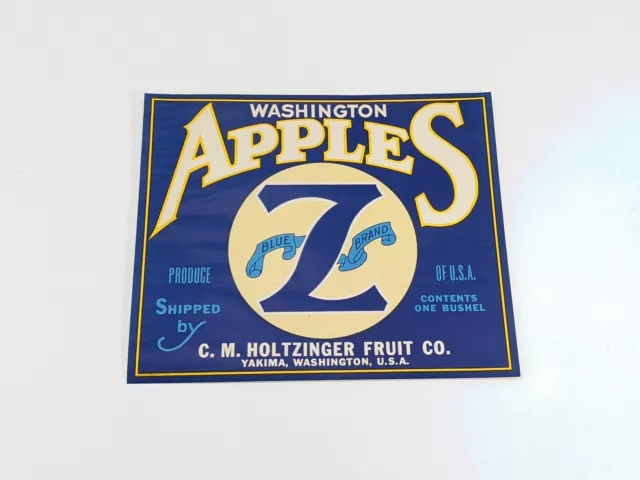 WASHINGTON
APPLES
Z
BLUE BRAND
PRODUCE OF U.S.A.
SHIPPED by
CONTENTS
ONE BUSHEL
C. M. HOLTZINGER FRUIT CO.
YAKIMA, WASHINGTON, U.S.A.